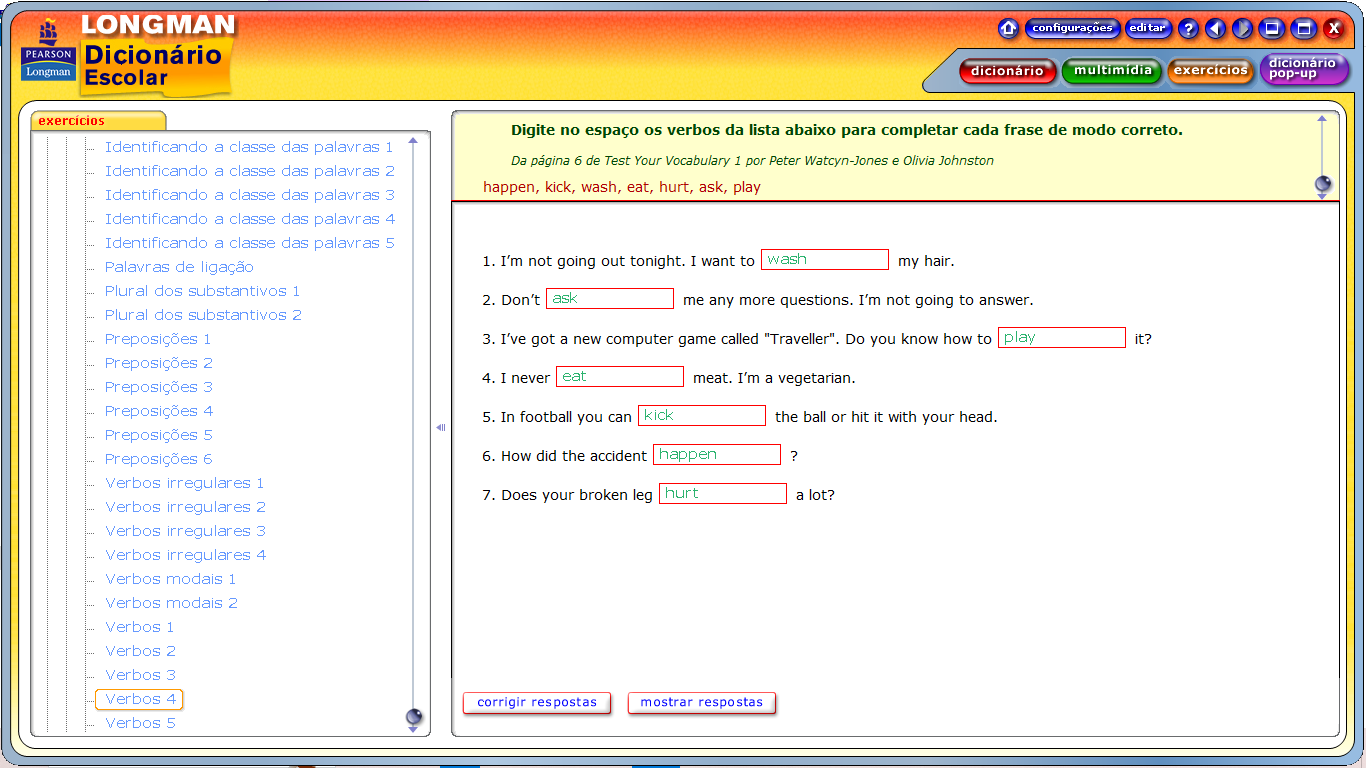 LONGMAN
Dicionário
Escolar
PEARSON
Longman
configurações editar ? X
dicionário multimídia exercícios dicionário pop-up
exercícios
Identificando a classe das palavras 1
Identificando a classe das palavras 2
Identificando a classe das palavras 3
Identificando a classe das palavras 4
Identificando a classe das palavras 5
Palavras de ligação
Plural dos substantivos 1
Plural dos substantivos 2
Preposições 1
Preposições 2
Preposições 3
Preposições 4
Preposições 5
Preposições 6
Verbos irregulares 1
Verbos irregulares 2
Verbos irregulares 3
Verbos irregulares 4
Verbos modais 1
Verbos modais 2
Verbos 1
Verbos 2
Verbos 3
Verbos 4
Verbos 5
Digite no espaço os verbos da lista abaixo para completar cada frase de modo correto.
Da página 6 de Test Your Vocabulary 1 por Peter Watcyn-Jones e Olivia Johnston
happen, kick, wash, eat, hurt, ask, play
1. I’m not going out tonight. I want to wash my hair.
2. Don’t ask me any more questions. I’m not going to answer.
3. I’ve got a new computer game called "Traveller". Do you know how to play it?
4. I never eat meat. I’m a vegetarian.
5. In football you can kick the ball or hit it with your head.
6. How did the accident happen ?
7. Does your broken leg hurt a lot?
corrigir respostas mostrar respostas